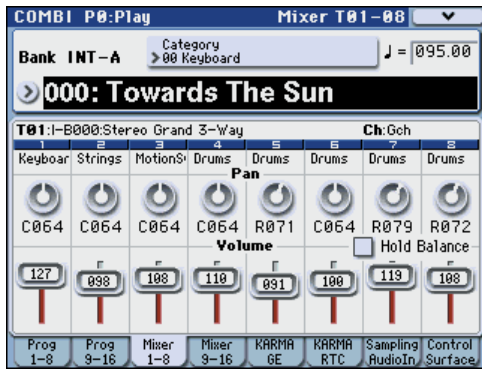 COMBI P0:Play Mixer T01-08
Bank INT-A
Category
00 Keyboard
♩ = 095.00
000: Towards The Sun
T01:I-B000:Stereo Grand 3-Way Ch:Gch
1 2 3 4 5 6 7 8
Keyboar Strings MotionS Drums Drums Drums Drums Drums
Pan
C064 C064 C064 C064 R071 C064 R079 R072
Volume Hold Balance
127 098 108 110 091 100 119 108
Prog 1-8
Prog 9-16
Mixer 1-8
Mixer 9-16
KARMA GE
KARMA RTC
Sampling AudioIn
Control Surface